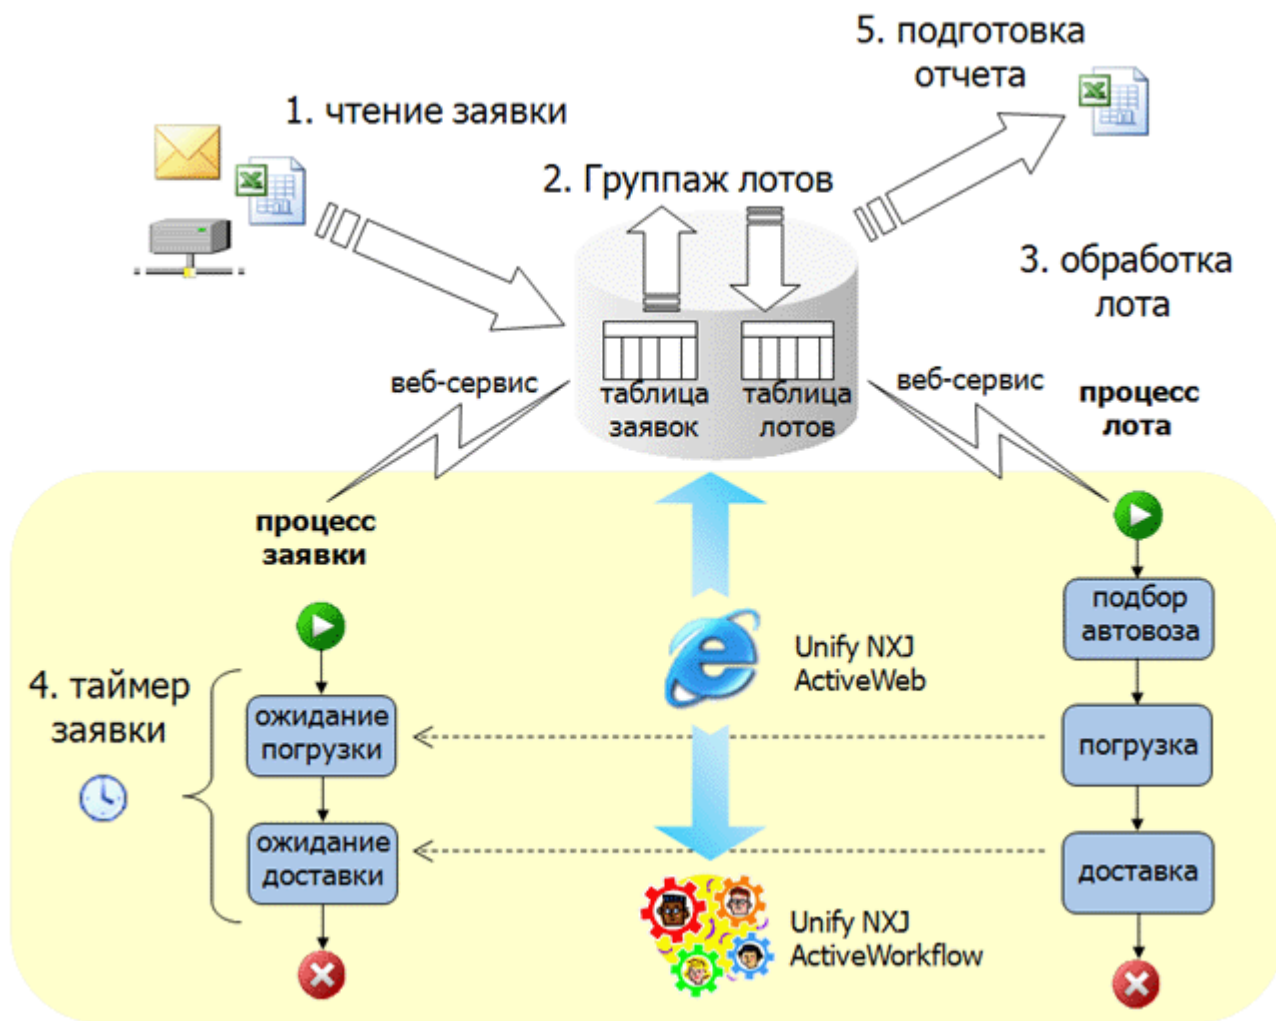 5. подготовка
отчета
1. чтение заявки
2. Группаж лотов
3. обработка
лота
веб-сервис
таблица
заявок
таблица
лотов
веб-сервис
процесс
лота
процесс
заявки
подбор
автовоза
Unify NXJ
ActiveWeb
4. таймер
заявки
ожидание
погрузки
погрузка
ожидание
доставки
доставка
Unify NXJ
ActiveWorkflow